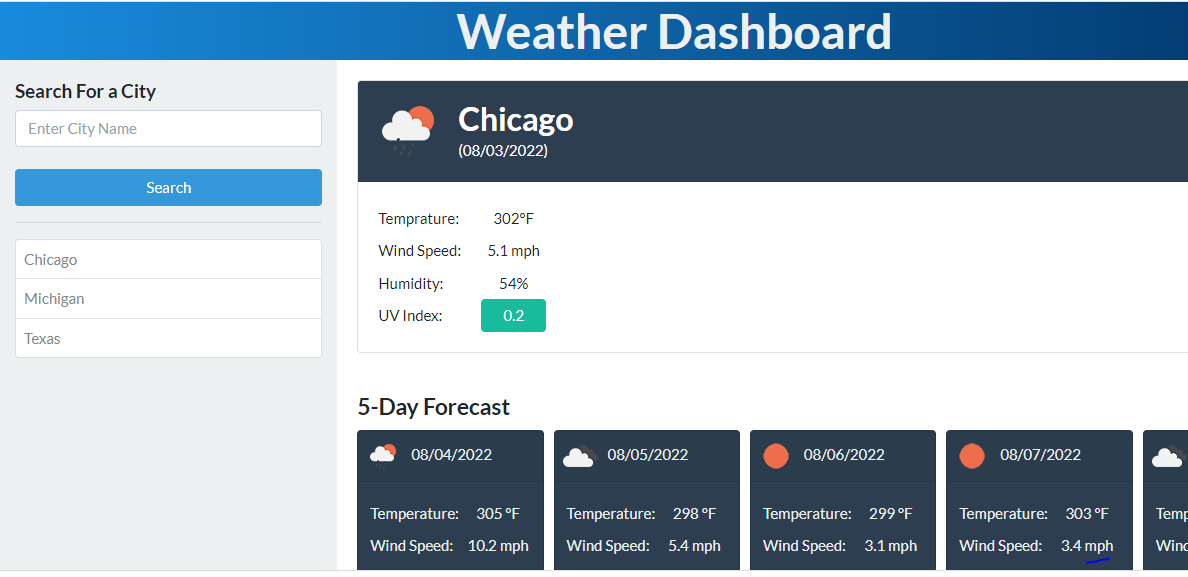 Weather Dashboard
Search For a City
Enter City Name
Search
Chicago
Michigan
Texas
Chicago
(08/03/2022)
Temprature: 302°F
Wind Speed: 5.1 mph
Humidity: 54%
UV Index: 0.2
5-Day Forecast
08/04/2022 08/05/2022 08/06/2022 08/07/2022
Temperature: 305 °F Temperature: 298 °F Temperature: 299 °F Temperature: 303 °F Temp
Wind Speed: 10.2 mph Wind Speed: 5.4 mph Wind Speed: 3.1 mph Wind Speed: 3.4 mph Wind